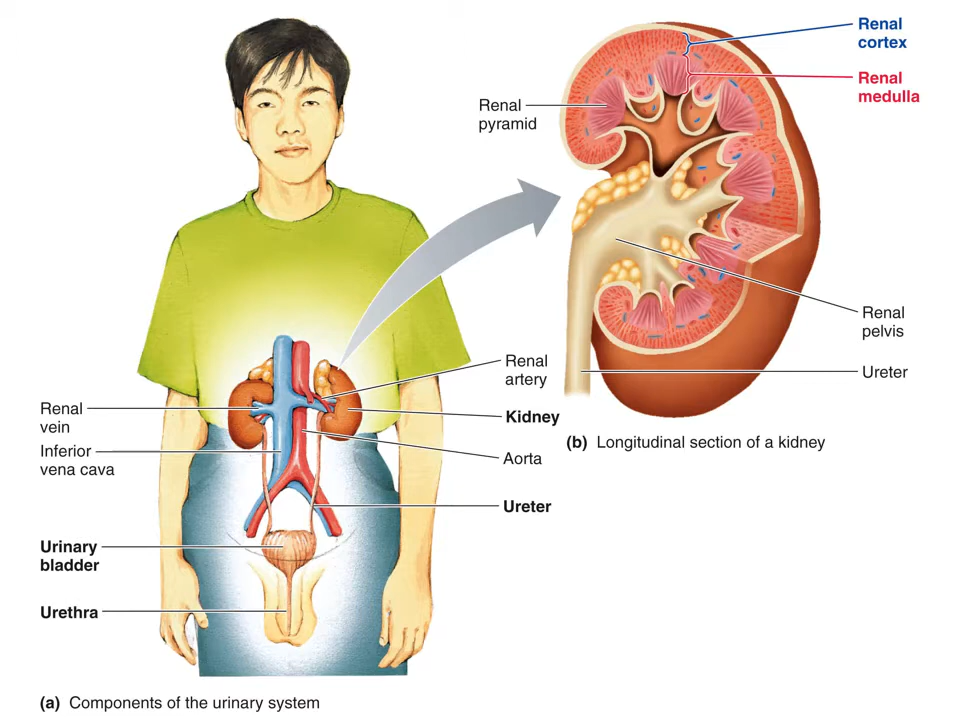 Renal
cortex
Renal
medulla
Renal
pyramid
Renal
pelvis
Ureter
(b) Longitudinal section of a kidney
Renal
artery
Kidney
Aorta
Ureter
Renal
vein
Inferior
vena cava
Urinary
bladder
Urethra
(a) Components of the urinary system